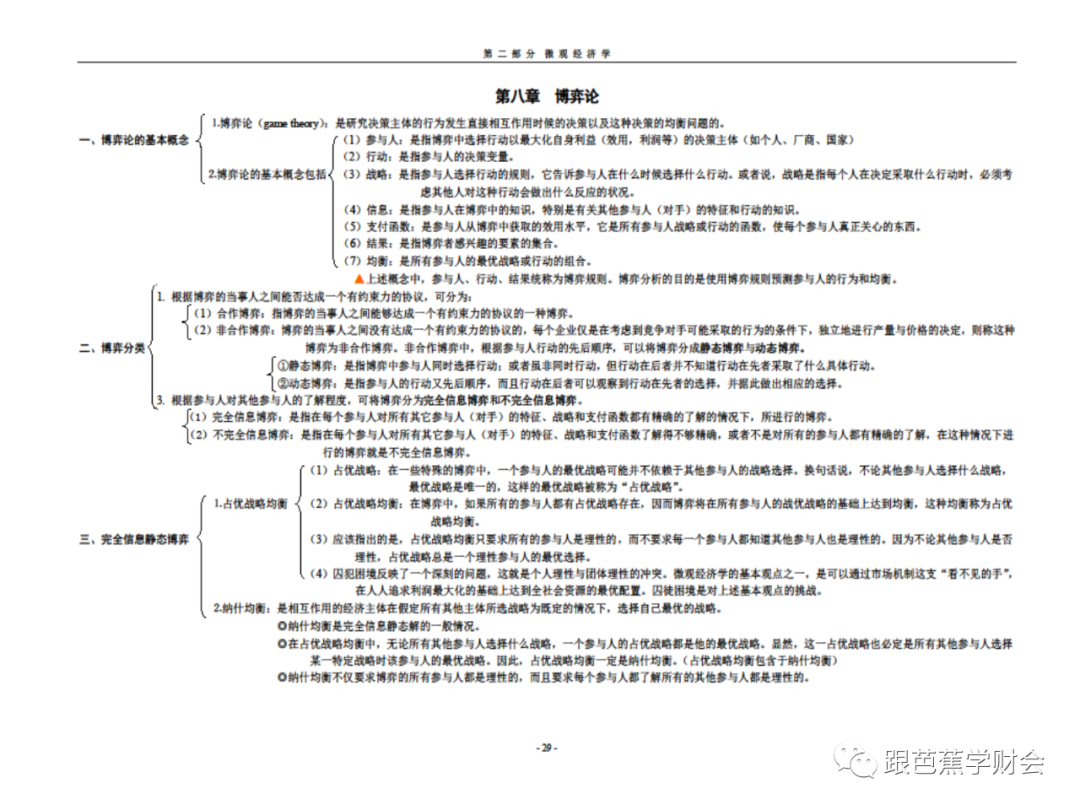 第二部分 微观经济学
第八章 博弈论
一、博弈论的基本概念
1.博弈论（game theory）：是研究决策主体的行为发生直接相互作用时候的决策以及这种决策的均衡问题的。
2.博弈论的基本概念包括
（1）参与人：是指博弈中选择行动以最大化自身利益（效用，利润等）的决策主体（如个人、厂商、国家）
（2）行动：是指参与人的决策变量。
（3）战略：是指参与人选择行动的规则，它告诉参与人在什么时候选择什么行动。或者说，战略是指每个人在决定采取什么行动时，必须考
虑其他人对这种行动会做出什么反应的状况。
（4）信息：是指参与人在博弈中的知识，特别是有关其他参与人（对手）的特征和行动的知识。
（5）支付函数：是参与人从博弈中获取的效用水平，它是所有参与人战略或行动的函数，使每个参与人真正关心的东西。
（6）结果：是指博弈者感兴趣的要素的集合。
（7）均衡：是所有参与人的最优战略或行动的组合。
▲上述概念中，参与人、行动、结果统称为博弈规则。博弈分析的目的是使用博弈规则预测参与人的行为和均衡。
二、博弈分类
1. 根据博弈的当事人之间能否达成一个有约束力的协议，可分为：
（1）合作博弈：指博弈的当事人之间能够达成一个有约束力的协议的一种博弈。
（2）非合作博弈：博弈的当事人之间没有达成一个有约束力的协议的，每个企业仅是在考虑到竞争对手可能采取的行为的条件下，独立地进行产量与价格的决定，则称这种
博弈为非合作博弈。非合作博弈中，根据参与人行动的先后顺序，可以将博弈分成静态博弈与动态博弈。
①静态博弈：是指博弈中参与人同时选择行动；或者虽非同时行动，但行动在后者并不知道行动在先者采取了什么具体行动。
②动态博弈：是指参与人的行动又先后顺序，而且行动在后者可以观察到行动在先者的选择，并据此做出相应的选择。
3. 根据参与人对其他参与人的了解程度，可将博弈分为完全信息博弈和不完全信息博弈。
（1）完全信息博弈：是指在每个参与人对所有其它参与人（对手）的特征、战略和支付函数都有精确的了解的情况下，所进行的博弈。
（2）不完全信息博弈：是指在每个参与人对所有其它参与人（对手）的特征、战略和支付函数了解得不够精确，或者不是对所有的参与人都有精确的了解，在这种情况下进
行的博弈就是不完全信息博弈。
三、完全信息静态博弈
1.占优战略均衡
（1）占优战略：在一些特殊的博弈中，一个参与人的最优战略可能并不依赖于其他参与人的战略选择。换句话说，不论其他参与人选择什么战略，
最优战略是唯一的，这样的最优战略被称为“占优战略”。
（2）占优战略均衡：在博弈中，如果所有的参与人都有占优战略存在，因而博弈将在所有参与人的战优战略的基础上达到均衡，这种均衡称为占优
战略均衡。
（3）应该指出的是，占优战略均衡只要求所有的参与人是理性的，而不要求每一个参与人都知道其他参与人也是理性的。因为不论其他参与人是否
理性，占优战略总是一个理性参与人的最优选择。
（4）囚犯困境反映了一个深刻的问题，这就是个人理性与团体理性的冲突。微观经济学的基本观点之一，是可以通过市场机制这支“看不见的手”，
在人人追求利润最大化的基础上达到全社会资源的最优配置。囚徒困境是对上述基本观点的挑战。
2.纳什均衡：是相互作用的经济主体在假定所有其他主体所选战略为既定的情况下，选择自己最优的战略。
◎纳什均衡是完全信息静态解的一般情况。
◎在占优战略均衡中，无论所有其他参与人选择什么战略，一个参与人的占优战略都是他的最优战略。显然，这一占优战略也必定是所有其他参与人选择
某一特定战略时该参与人的最优战略。因此，占优战略均衡一定是纳什均衡。（占优战略均衡包含于纳什均衡）
◎纳什均衡不仅要求博弈的所有参与人都是理性的，而且要求每个参与人都了解所有的其他参与人都是理性的。
- 29 -
跟芭蕉学财会